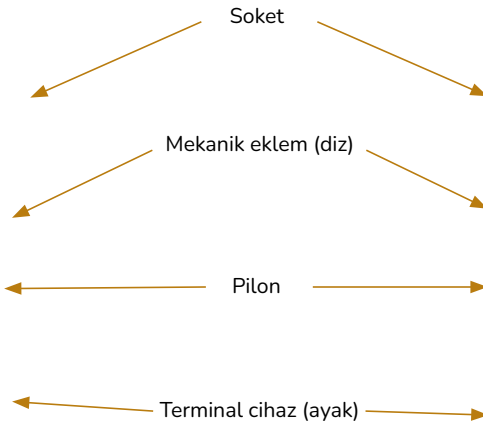 Soket
Mekanik eklem (diz)
Pilon
Terminal cihaz (ayak)